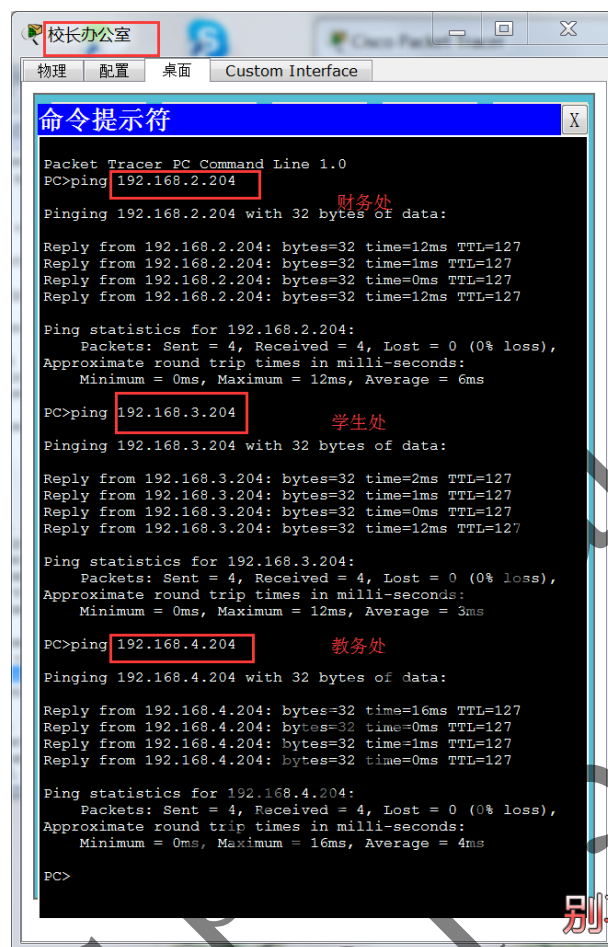 校长办公室
物理 配置 桌面 Custom Interface
命令提示符 X
Packet Tracer PC Command Line 1.0
PC>ping 192.168.2.204
财务处
Pinging 192.168.2.204 with 32 bytes of data:
Reply from 192.168.2.204: bytes=32 time=12ms TTL=127
Reply from 192.168.2.204: bytes=32 time=1ms TTL=127
Reply from 192.168.2.204: bytes=32 time=0ms TTL=127
Reply from 192.168.2.204: bytes=32 time=12ms TTL=127
Ping statistics for 192.168.2.204:
Packets: Sent = 4, Received = 4, Lost = 0 (0% loss),
Approximate round trip times in milli-seconds:
Minimum = 0ms, Maximum = 12ms, Average = 6ms
PC>ping 192.168.3.204
学生处
Pinging 192.168.3.204 with 32 bytes of data:
Reply from 192.168.3.204: bytes=32 time=2ms TTL=127
Reply from 192.168.3.204: bytes=32 time=1ms TTL=127
Reply from 192.168.3.204: bytes=32 time=0ms TTL=127
Reply from 192.168.3.204: bytes=32 time=12ms TTL=127
Ping statistics for 192.168.3.204:
Packets: Sent = 4, Received = 4, Lost = 0 (0% loss),
Approximate round trip times in milli-seconds:
Minimum = 0ms, Maximum = 12ms, Average = 3ms
PC>ping 192.168.4.204 教务处
Pinging 192.168.4.204 with 32 bytes of data:
Reply from 192.168.4.204: bytes=32 time=16ms TTL=127
Reply from 192.168.4.204: bytes=32 time=0ms TTL=127
Reply from 192.168.4.204: bytes=32 time=1ms TTL=127
Reply from 192.168.4.204: bytes=32 time=0ms TTL=127
Ping statistics for 192.168.4.204:
Packets: Sent = 4, Received = 4, Lost = 0 (0% loss),
Approximate round trip times in milli-seconds:
Minimum = 0ms, Maximum = 16ms, Average = 4ms
PC>
别